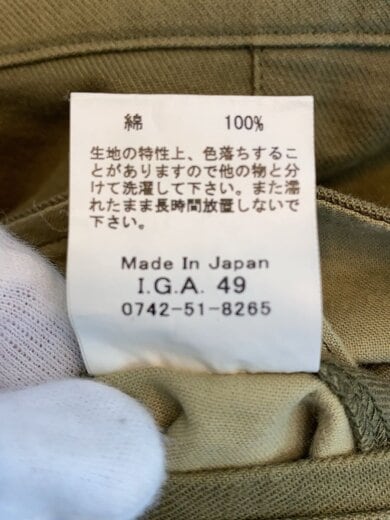 綿 100%
生地の特性上、色落ちするこ
とがありますので他の物と分
けて洗濯して下さい。また濡
れたまま長時間放置しないで
下さい。
Made In Japan
I.G.A. 49
0742-51-8265